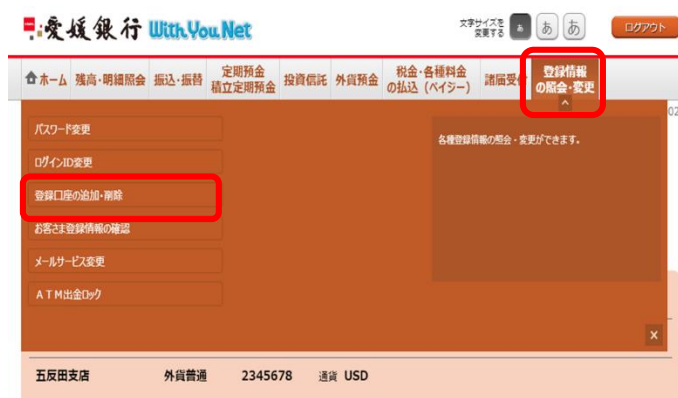 愛媛銀行 With.You.Net
文字サイズを
変更する
あ
あ
あ
ログアウト
ホーム
残高・明細照会
振込・振替
定期預金
積立定期預金
投資信託
外貨預金
税金・各種料金
の払込（ペイジー）
諸届受付
登録情報
の照会・変更
02
パスワード変更
各種登録情報の照会・変更ができます。
ログインID変更
登録口座の追加・削除
お客さま登録情報の確認
メールサービス変更
ＡＴＭ出金ロック
×
五反田支店 外貨普通 2345678 通貨 USD